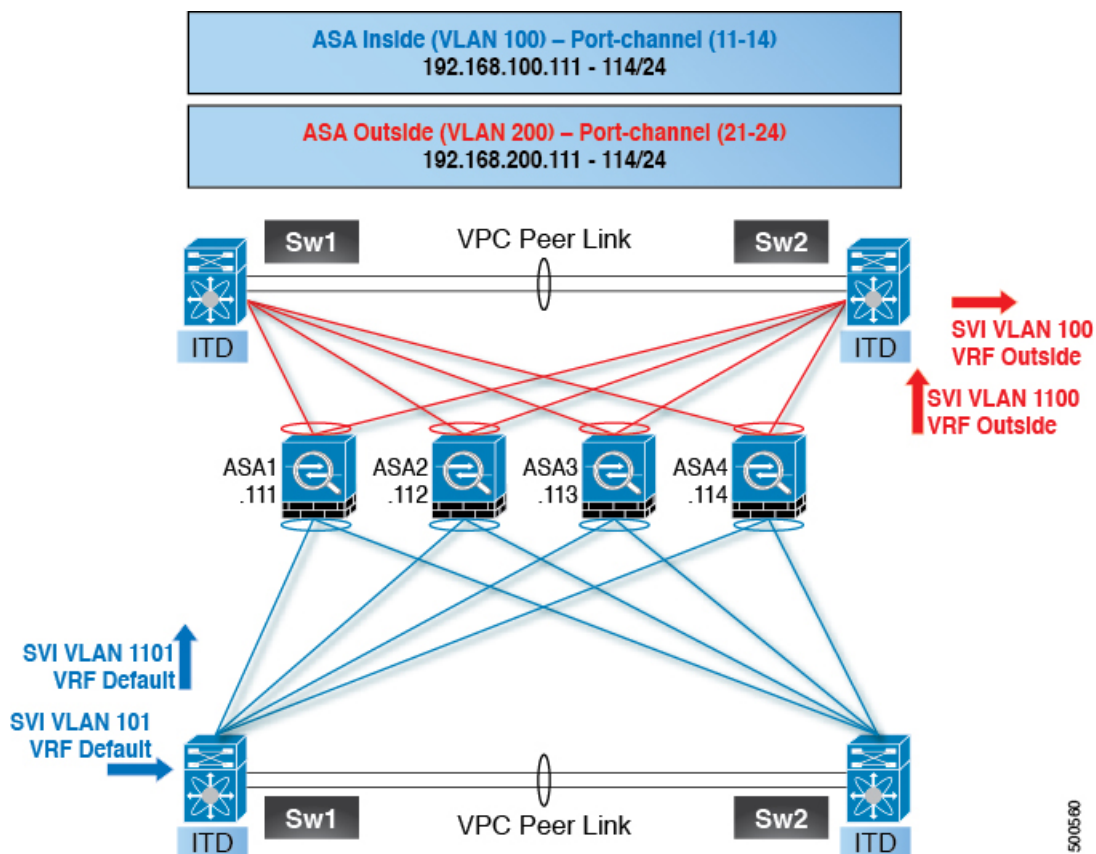 ASA Inside (VLAN 100) – Port-channel (11-14)
192.168.100.111 - 114/24
ASA Outside (VLAN 200) – Port-channel (21-24)
192.168.200.111 - 114/24
Sw1
VPC Peer Link
Sw2
ITD
ITD
SVI VLAN 100
VRF Outside
SVI VLAN 1100
VRF Outside
ASA1
.111
ASA2
.112
ASA3
.113
ASA4
.114
SVI VLAN 1101
VRF Default
SVI VLAN 101
VRF Default
Sw1
VPC Peer Link
Sw2
ITD
ITD
500560